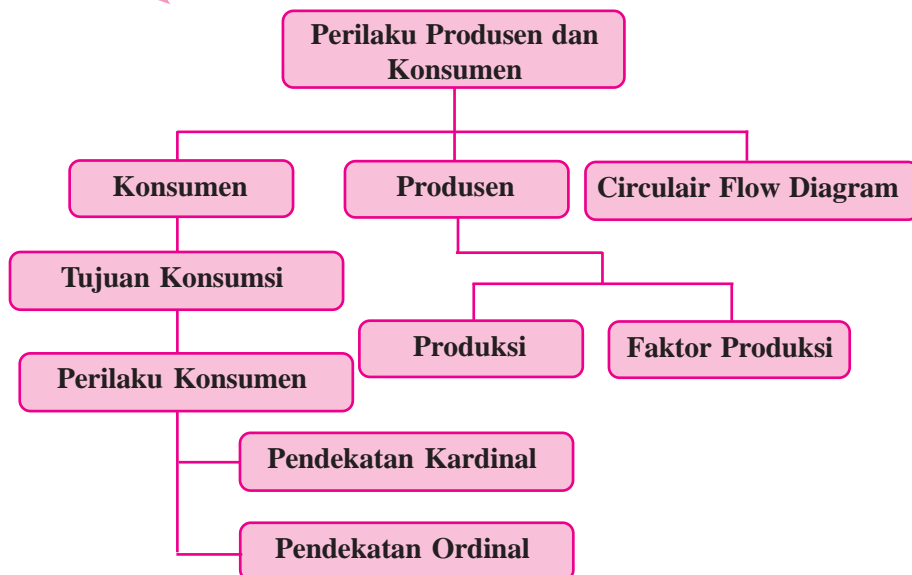 Perilaku Produsen dan
Konsumen
Konsumen
Produsen
Circulair Flow Diagram
Tujuan Konsumsi
Produksi
Faktor Produksi
Perilaku Konsumen
Pendekatan Kardinal
Pendekatan Ordinal